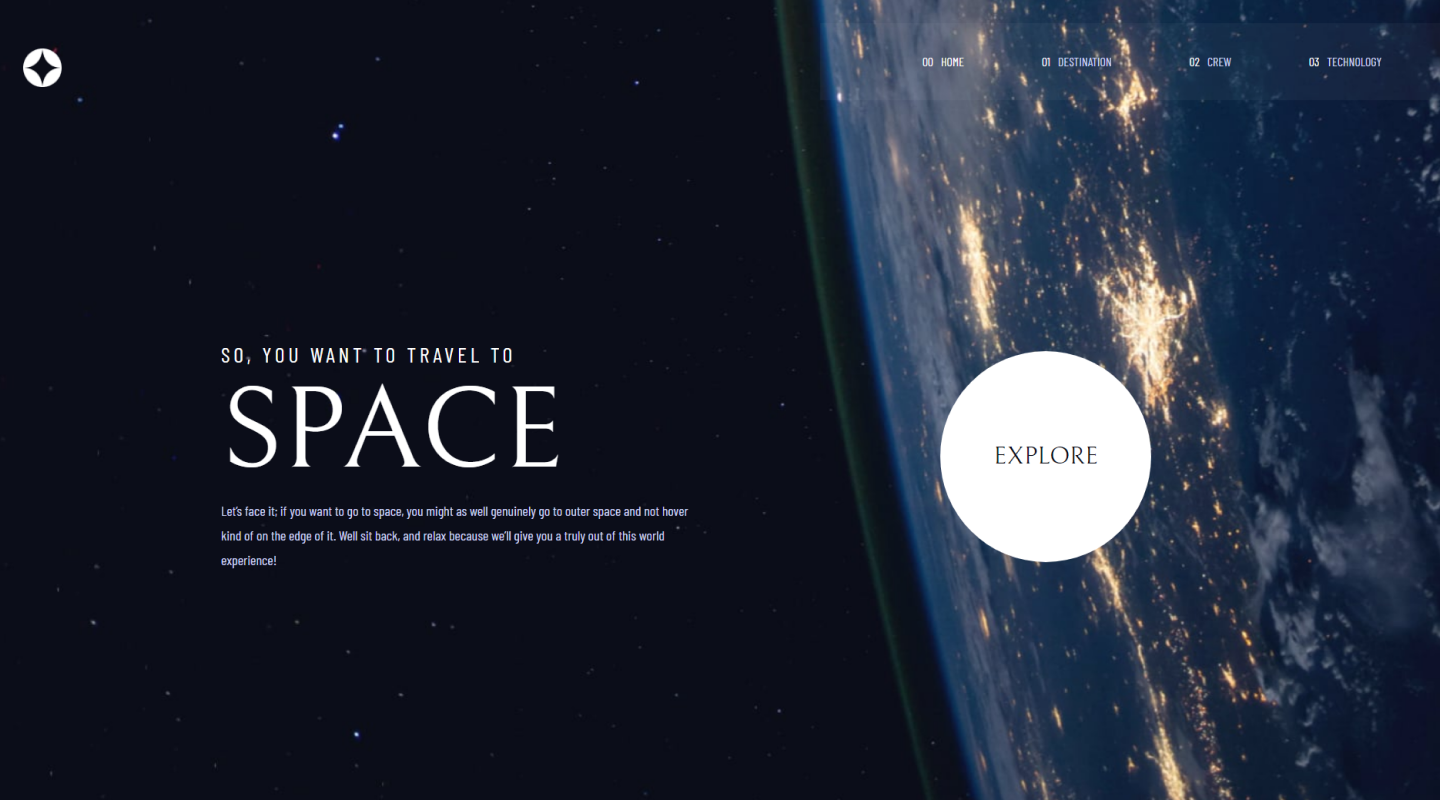 00 HOME 01 DESTINATION 02 CREW 03 TECHNOLOGY
SO, YOU WANT TO TRAVEL TO
SPACE
Let's face it; if you want to go to space, you might as well genuinely go to outer space and not hover
kind of on the edge of it. Well sit back, and relax because we'll give you a truly out of this world
experience!
EXPLORE